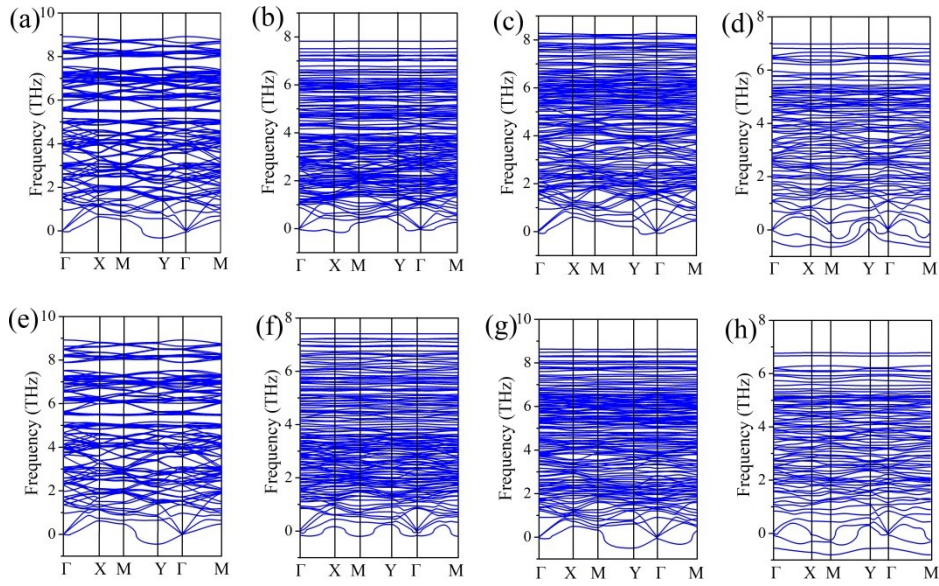 (a)
10
8
6
4
2
0
Frequency (THz)
Γ X M Y Γ M
(b)
8
6
4
2
0
Frequency (THz)
Γ X M Y Γ M
(c)
8
6
4
2
0
Frequency (THz)
Γ X M Y Γ M
(d)
8
6
4
2
0
Frequency (THz)
Γ X M Y Γ M
(e)
10
8
6
4
2
0
Frequency (THz)
Γ X M Y Γ M
(f)
8
6
4
2
0
Frequency (THz)
Γ X M Y Γ M
(g)
10
8
6
4
2
0
Frequency (THz)
Γ X M Y Γ M
(h)
8
6
4
2
0
Frequency (THz)
Γ X M Y Γ M